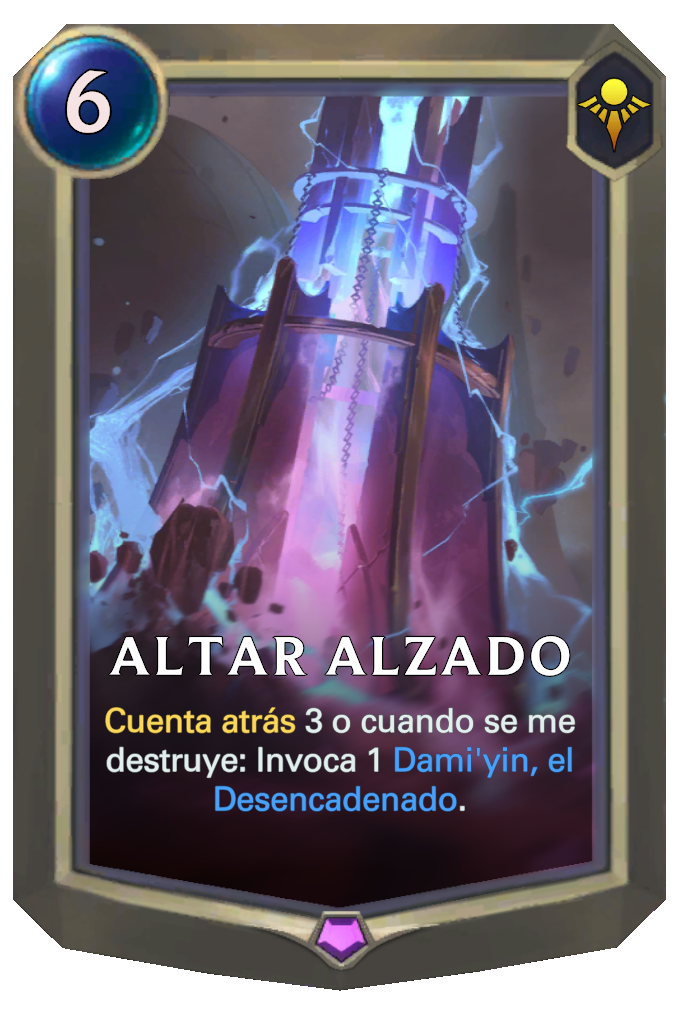 6
ALTAR ALZADO
Cuenta atrás 3 o cuando se me
destruye: Invoca 1 Dami'yin, el
Desencadenado.